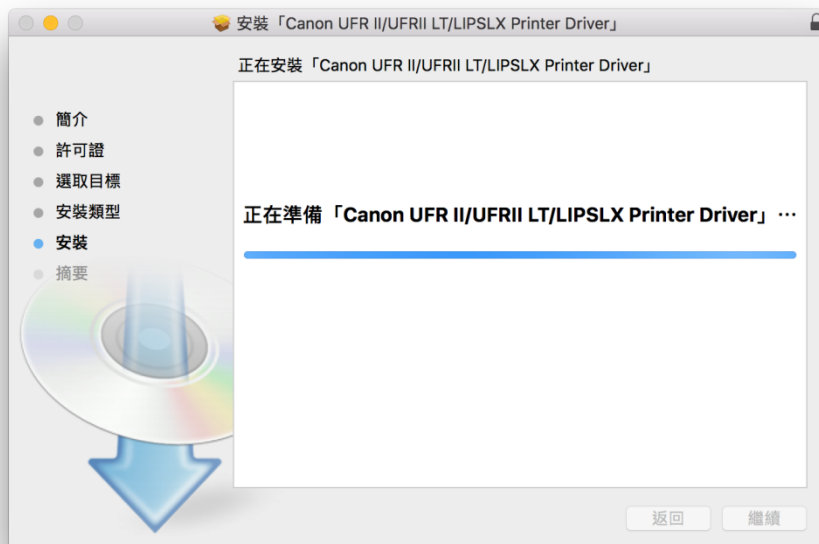 安裝「Canon UFR II/UFRII LT/LIPSLX Printer Driver」
正在安裝「Canon UFR II/UFRII LT/LIPSLX Printer Driver」
簡介
許可證
選取目標
安裝類型
安裝
摘要
正在準備「Canon UFR II/UFRII LT/LIPSLX Printer Driver」⋯
返回
繼續